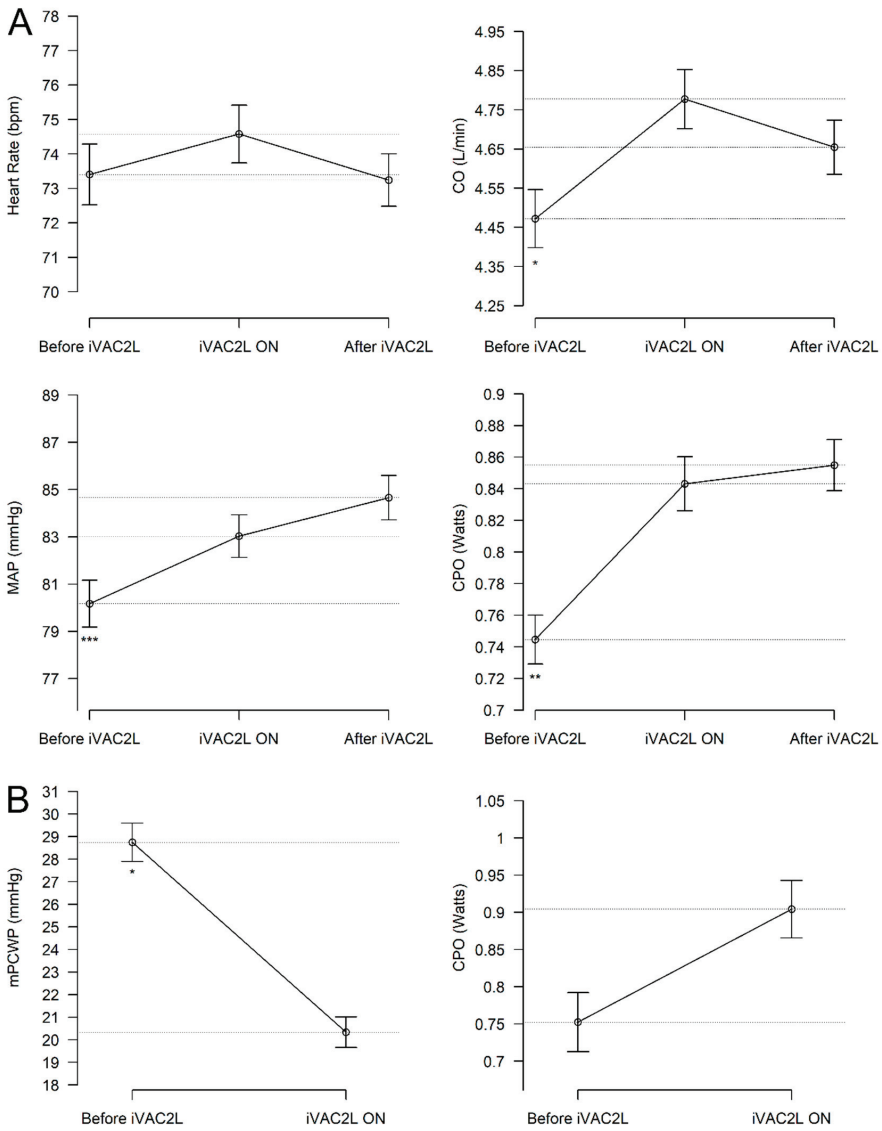 A
Heart Rate (bpm)
78
77
76
75
74
73
72
71
70
Before iVAC2L
iVAC2L ON
After iVAC2L
CO (L/min)
4.95
4.85
4.75
4.65
4.55
4.45
4.35
4.25
*
Before iVAC2L
iVAC2L ON
After iVAC2L
MAP (mmHg)
89
87
85
83
81
79
77
***
Before iVAC2L
iVAC2L ON
After iVAC2L
CPO (Watts)
0.9
0.88
0.86
0.84
0.82
0.8
0.78
0.76
0.74
0.72
0.7
**
Before iVAC2L
iVAC2L ON
After iVAC2L
B
mPCWP (mmHg)
31
30
29
28
27
26
25
24
23
22
21
20
19
18
*
Before iVAC2L
iVAC2L ON
CPO (Watts)
1.05
1
0.95
0.9
0.85
0.8
0.75
0.7
Before iVAC2L
iVAC2L ON